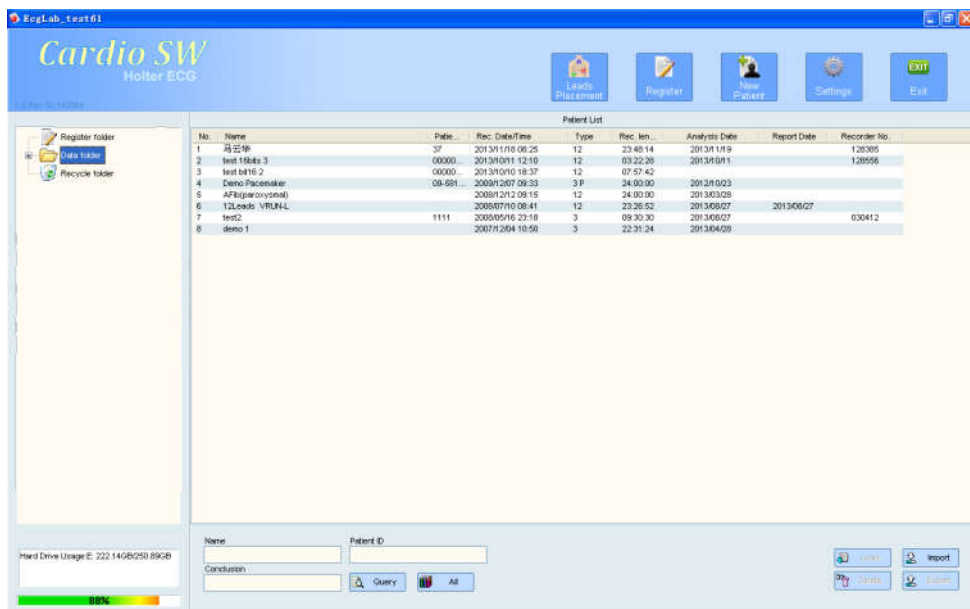 EcgLab_test61
Cardio SW
Holter ECG
Leads Placement
Register
New Patient
Settings
EXIT
Exit
Patient List
Register folder
Data folder
Recycle folder
No. Name Patie... Rec. Date/Time Type Rec. len... Analysis Date Report Date Recorder No.
1 马云华 37 2013/11/18 08:25 12 23:48:14 2013/11/19 128385
2 test 16bits 3 00000... 2013/10/11 12:10 12 03:22:28 2013/10/11 128556
3 test b416 2 00000... 2013/10/10 18:37 12 07:57:42
4 Demo Pacemaker 09-581... 2009/12/07 09:33 3 P 24:00:00 2012/10/23
5 AFib(paroxysmal) 2008/12/12 09:15 12 24:00:00 2013/03/28
6 12Leads VRUN-L 2008/07/10 08:41 12 23:26:52 2013/08/27 2013/08/27
7 test2 1111 2008/05/16 23:18 3 09:30:30 2013/08/27 030412
8 demo 1 2007/12/04 10:50 3 22:31:24 2013/04/28
Hard Drive Usage:E: 222.14GB/250.89GB
88%
Name
Patient ID
Conclusion
Query
All
Import
Delete
Export